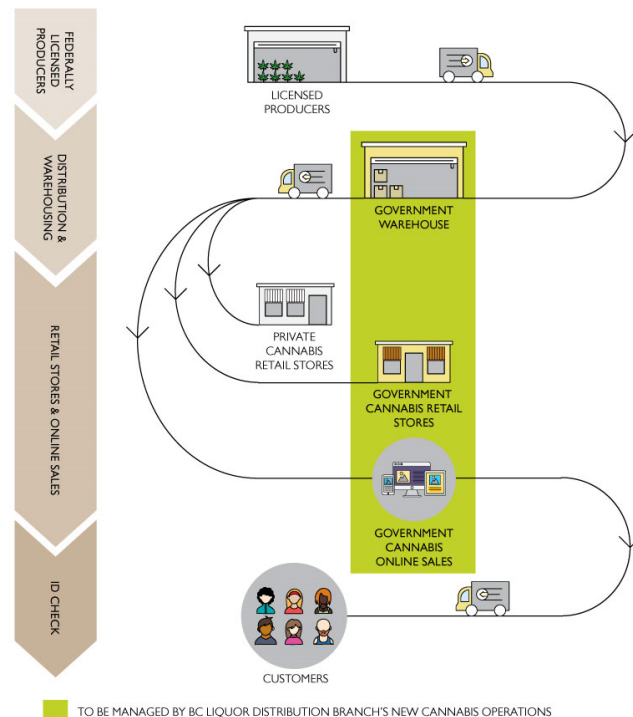 FEDERALLY
LICENSED
PRODUCERS
LICENSED
PRODUCERS
DISTRIBUTION &
WAREHOUSING
GOVERNMENT
WAREHOUSE
RETAIL STORES & ONLINE SALES
PRIVATE
CANNABIS
RETAIL STORES
GOVERNMENT
CANNABIS RETAIL
STORES
GOVERNMENT
CANNABIS
ONLINE SALES
ID CHECK
CUSTOMERS
TO BE MANAGED BY BC LIQUOR DISTRIBUTION BRANCH'S NEW CANNABIS OPERATIONS